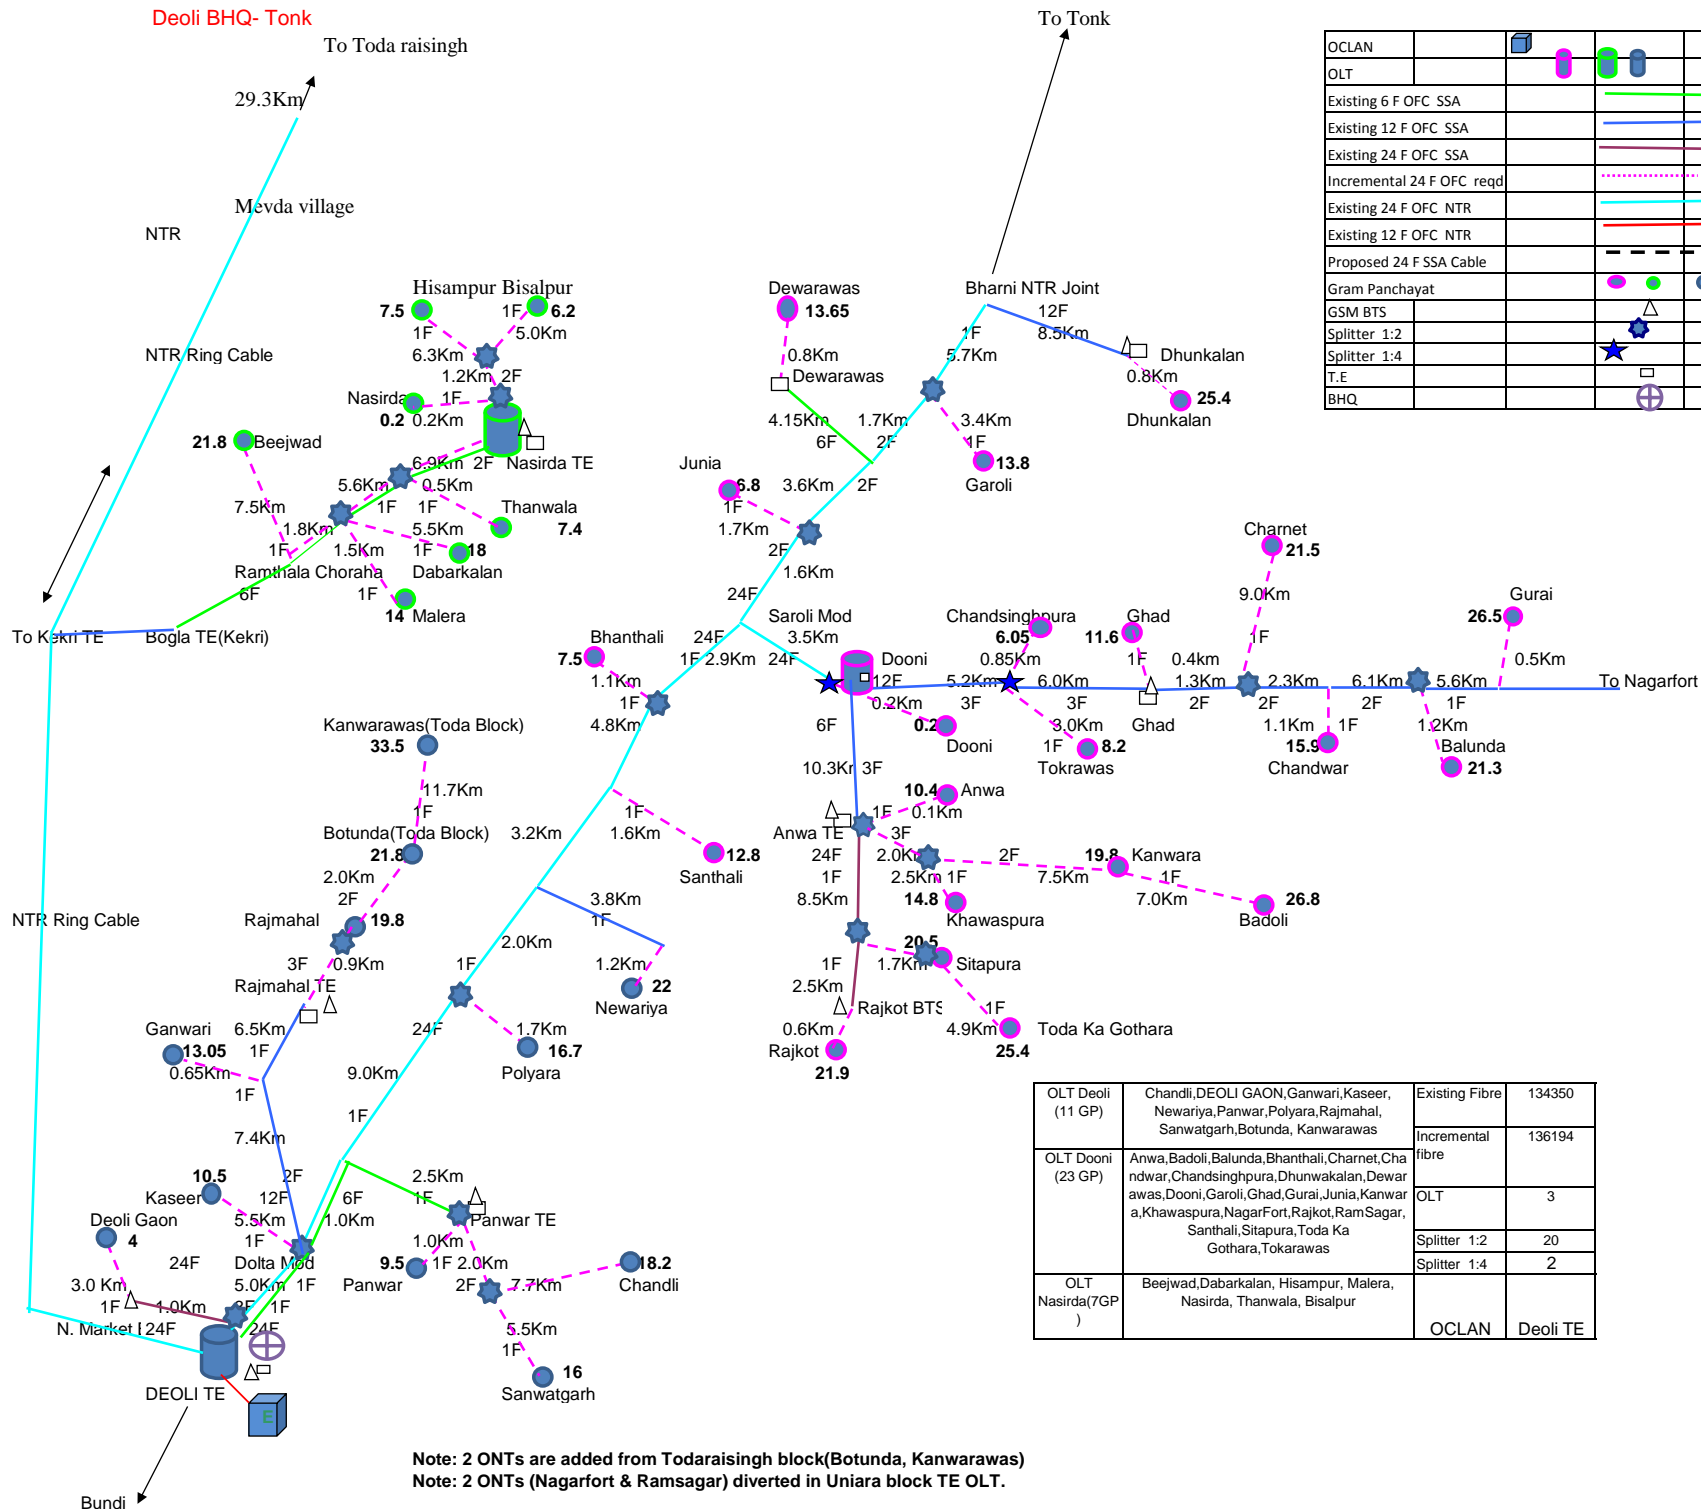 Deoli BHQ- Tonk
To Toda raisingh
To Tonk
29.3Km
Mevda village
NTR
NTR Ring Cable
OCLAN
OLT
Existing 6 F OFC SSA
Existing 12 F OFC SSA
Existing 24 F OFC SSA
Incremental 24 F OFC reqd
Existing 24 F OFC NTR
Existing 12 F OFC NTR
Proposed 24 F SSA Cable
Gram Panchayat
GSM BTS
Splitter 1:2
Splitter 1:4
T.E
BHQ
Hisampur Bisalpur
7.5
1F
6.2
1F
5.0Km
6.3Km
1.2Km 2F
Nasirda
1F
0.2 0.2Km
21.8
Beejwad
6.9Km 2F
Nasirda TE
5.6Km
0.5Km
7.5Km
1F
1F
Thanwala
1.8Km
5.5Km
7.4
1F
1.5Km
1F
18
Ramthala Choraha
Dabarkalan
6F
1F
14
Malera
To Kekri TE
Bogla TE(Kekri)
Dewarawas
13.65
0.8Km
Dewarawas
4.15Km
6F
Bharni NTR Joint
12F
8.5Km
1F
5.7Km
Dhunkalan
0.8Km
25.4
Dhunkalan
1.7Km
2F
3.4Km
1F
13.8
Garoli
Junia
6.8
3.6Km
2F
1F
1.7Km
2F
1.6Km
24F
Saroli Mod
3.5Km
24F
24F
1F 2.9Km
Bhanthali
7.5
1.1Km
1F
4.8Km
Dooni
12F
0.2Km
0.2
Dooni
6F
Chandsinghpura
6.05
0.85Km
5.2Km
3F
6.0Km
3F
3.0Km
1F
8.2
Tokrawas
Ghad
11.6
1F
0.4km
1.3Km
2F
Ghad
Charnet
21.5
9.0Km
1F
2.3Km
2F
1.1Km
1F
15.9
Chandwar
6.1Km
2F
Gurai
26.5
0.5Km
5.6Km
1F
1.2Km
Balunda
21.3
To Nagarfort
Kanwarawas(Toda Block)
33.5
11.7Km
1F
Botunda(Toda Block)
21.8
2.0Km
2F
Rajmahal
19.8
3F
0.9Km
Rajmahal TE
6.5Km
1F
Ganwari
13.05
0.65Km
1F
7.4Km
2F
12F
NTR Ring Cable
10.3Km
3F
10.4
Anwa
1F
0.1Km
Anwa TE
3F
24F
1F
8.5Km
2.0Km
2F
19.8
Kanwara
2.5Km
1F
7.5Km
1F
7.0Km
14.8
Khawaspura
26.8
Badoli
20.5
1.7Km
Sitapura
1F
2.5Km
Rajkot BTS
1F
4.9Km
Toda Ka Gothara
25.4
0.6Km
Rajkot
21.9
3.2Km
1F
1.6Km
12.8
Santhali
3.8Km
1F
2.0Km
1.2Km
22
Newariya
1F
24F
1.7Km
16.7
Polyara
9.0Km
1F
10.5
Kaseer
5.5Km
1F
Deoli Gaon
4
24F
3.0 Km
1F
1.0Km
Dolta Mod
5.0Km
1F
1F
6F
1.0Km
2.5Km
1F
Panwar TE
1.0Km
9.5
1F
Panwar
2.0Km
2F
7.7Km
18.2
Chandli
5.5Km
1F
16
Sanwatgarh
N. Market
24F
24F
DEOLI TE
E
Bundi
OLT Deoli (11 GP)
Chandli,DEOLI GAON,Ganwari,Kaseer,
Newariya,Panwar,Polyara,Rajmahal,
Sanwatgarh,Botunda, Kanwarawas
Existing Fibre 134350
Incremental fibre 136194
OLT Dooni (23 GP)
Anwa,Badoli,Balunda,Bhanthali,Charnet,Cha
ndwar,Chandsinghpura,Dhunwakalan,Dewar
awas,Dooni,Garoli,Ghad,Gurai,Junia,Kanwar
a,Khawaspura,NagarFort,Rajkot,RamSagar,
Santhali,Sitapura,Toda Ka
Gothara,Tokarawas
OLT 3
Splitter 1:2 20
Splitter 1:4 2
OLT Nasirda(7GP )
Beejwad,Dabarkalan, Hisampur, Malera,
Nasirda, Thanwala, Bisalpur
OCLAN Deoli TE
Note: 2 ONTs are added from Todaraisingh block(Botunda, Kanwarawas)
Note: 2 ONTs (Nagarfort & Ramsagar) diverted in Uniara block TE OLT.